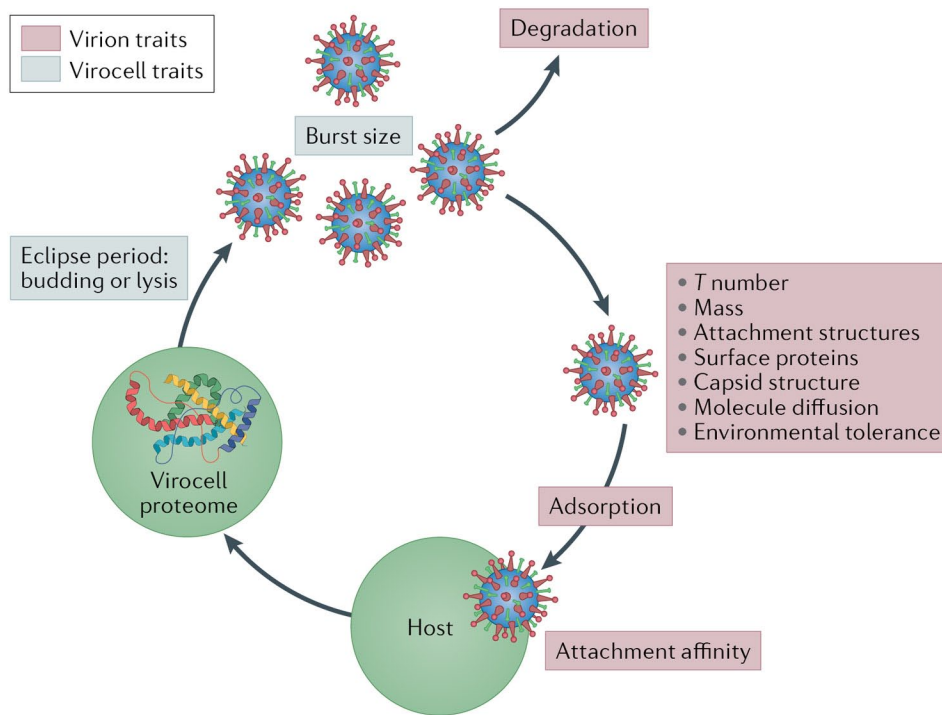 Virion traits
Virocell traits
Degradation
Burst size
Eclipse period:
budding or lysis
• T number
• Mass
• Attachment structures
• Surface proteins
• Capsid structure
• Molecule diffusion
• Environmental tolerance
Virocell
proteome
Adsorption
Host
Attachment affinity